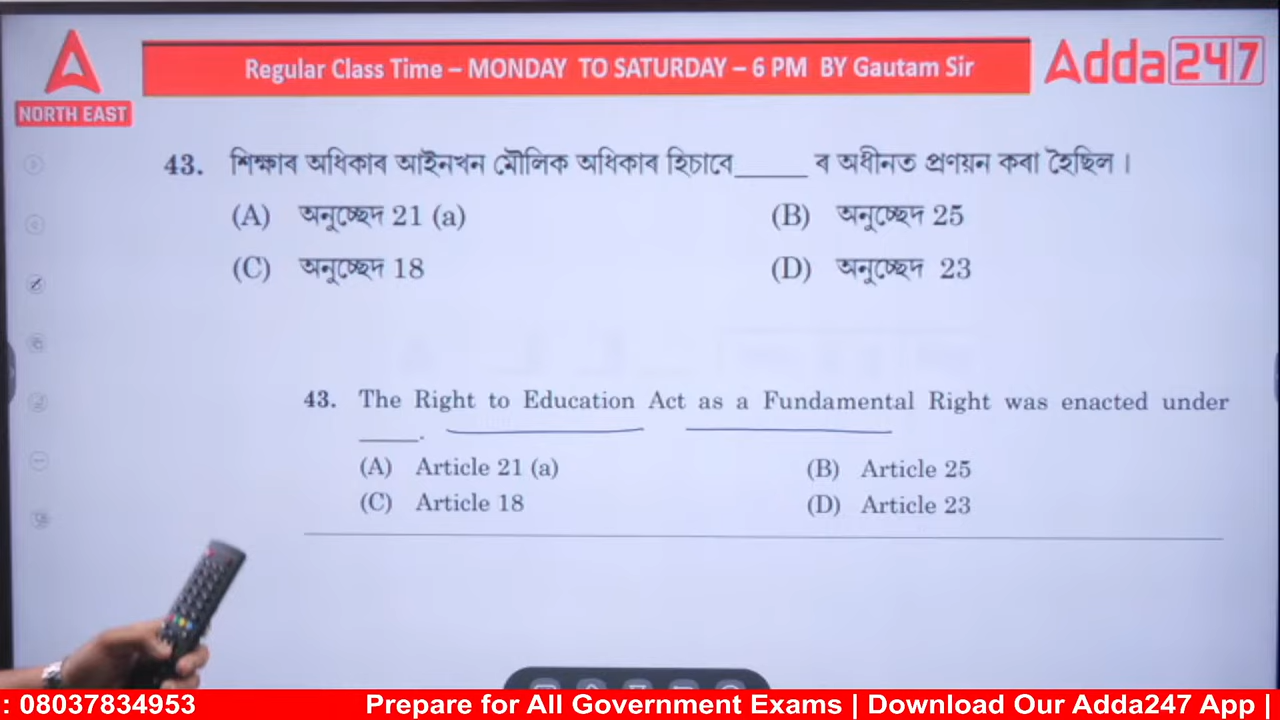 Regular Class Time – MONDAY TO SATURDAY – 6 PM BY Gautam Sir
Adda247
NORTH EAST
43. শিক্ষাৰ অধিকাৰ আইনখন মৌলিক অধিকাৰ হিচাবে_____ ৰ অধীনত প্ৰণয়ন কৰা হৈছিল।
(A) অনুচ্ছেদ 21 (a)
(B) অনুচ্ছেদ 25
(C) অনুচ্ছেদ 18
(D) অনুচ্ছেদ 23
43. The Right to Education Act as a Fundamental Right was enacted under
_____.
(A) Article 21 (a)
(B) Article 25
(C) Article 18
(D) Article 23
: 08037834953 Prepare for All Government Exams | Download Our Adda247 App |